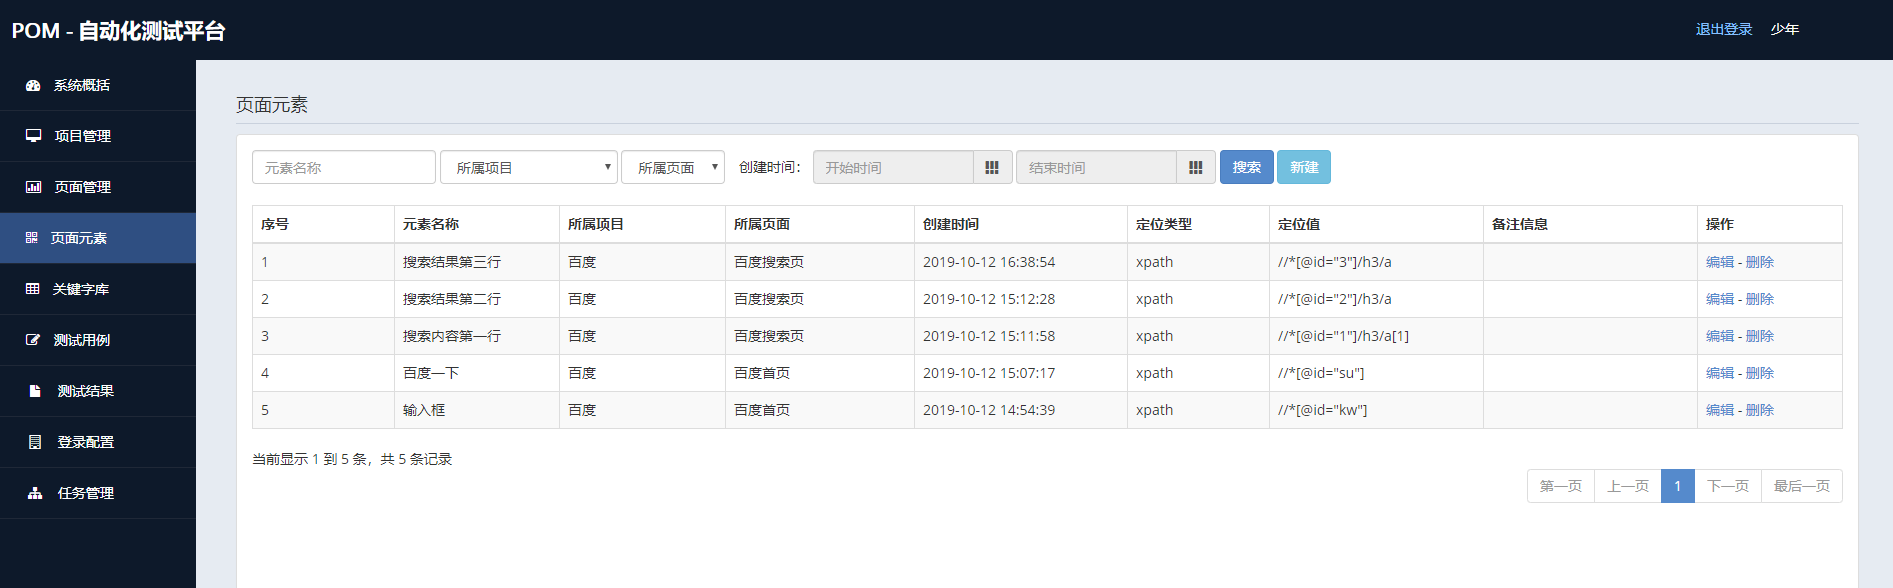 POM - 自动化测试平台
退出登录 少年
系统概括
项目管理
页面管理
页面元素
关键字库
测试用例
测试结果
登录配置
任务管理
页面元素
元素名称 所属项目 所属页面 创建时间： 开始时间 结束时间 搜索 新建
序号 元素名称 所属项目 所属页面 创建时间 定位类型 定位值 备注信息 操作
1 搜索结果第三行 百度 百度搜索页 2019-10-12 16:38:54 xpath //*[@id="3"]/h3/a 编辑 - 删除
2 搜索结果第二行 百度 百度搜索页 2019-10-12 15:12:28 xpath //*[@id="2"]/h3/a 编辑 - 删除
3 搜索内容第一行 百度 百度搜索页 2019-10-12 15:11:58 xpath //*[@id="1"]/h3/a[1] 编辑 - 删除
4 百度一下 百度 百度首页 2019-10-12 15:07:17 xpath //*[@id="su"] 编辑 - 删除
5 输入框 百度 百度首页 2019-10-12 14:54:39 xpath //*[@id="kw"] 编辑 - 删除
当前显示 1 到 5 条，共 5 条记录
第一页 上一页 1 下一页 最后一页